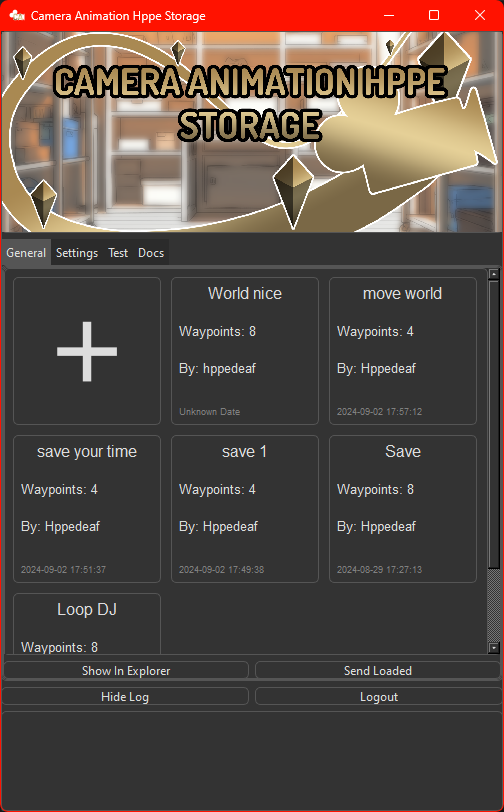 Camera Animation Hppe Storage
CAMERA ANIMATION HPPE
STORAGE
General Settings Test Docs
World nice
Waypoints: 8
By: hppedeaf
Unknown Date
move world
Waypoints: 4
By: Hppedeaf
2024-09-02 17:57:12
save your time
Waypoints: 4
By: Hppedeaf
2024-09-02 17:51:37
save 1
Waypoints: 4
By: Hppedeaf
2024-09-02 17:49:38
Save
Waypoints: 8
By: Hppedeaf
2024-08-29 17:27:13
Loop DJ
Waypoints: 8
Show In Explorer
Send Loaded
Hide Log
Logout